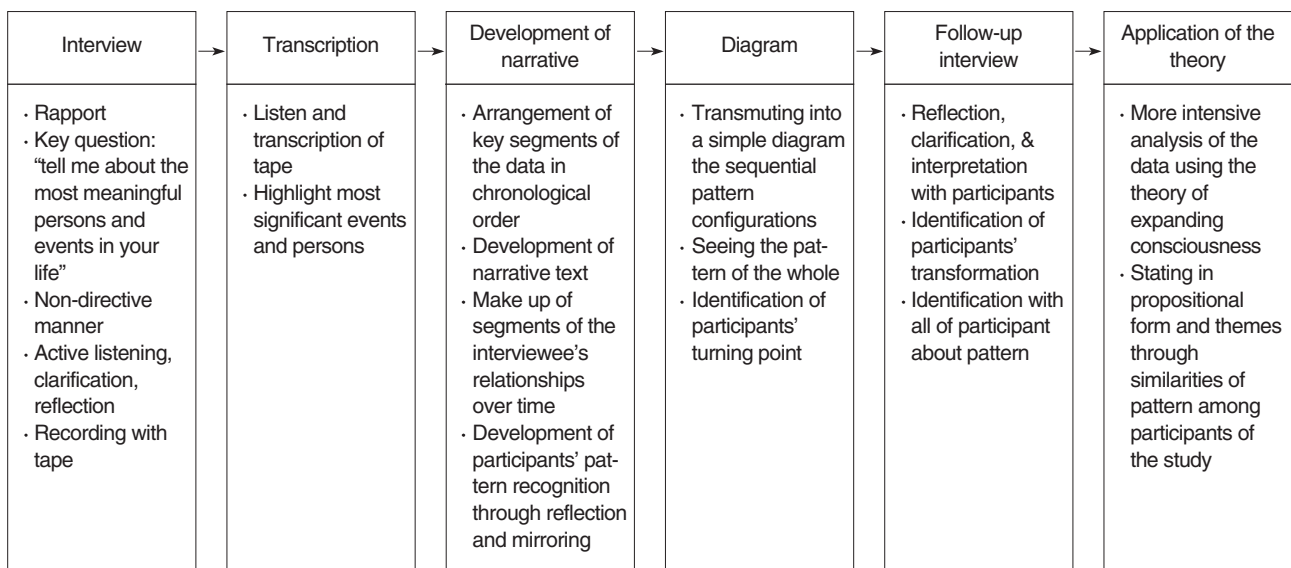 Interview
· Rapport
· Key question:
“tell me about the
most meaningful
persons and
events in your
life”
· Non-directive
manner
· Active listening,
clarification,
reflection
· Recording with
tape
Transcription
· Listen and
transcription of
tape
· Highlight most
significant events
and persons
Development of
narrative
· Arrangement of
key segments of
the data in
chronological
order
· Development of
narrative text
· Make up of
segments of the
interviewee’s
relationships
over time
· Development of
participants’ pat-
tern recognition
through reflection
and mirroring
Diagram
· Transmuting into
a simple diagram
the sequential
pattern
configurations
· Seeing the pat-
tern of the whole
· Identification of
participants’
turning point
Follow-up
interview
· Reflection,
clarification, &
interpretation
with participants
· Identification of
participants’
transformation
· Identification with
all of participant
about pattern
Application of the
theory
· More intensive
analysis of the
data using the
theory of
expanding
consciousness
· Stating in
propositional
form and themes
through
similarities of
pattern among
participants of
the study